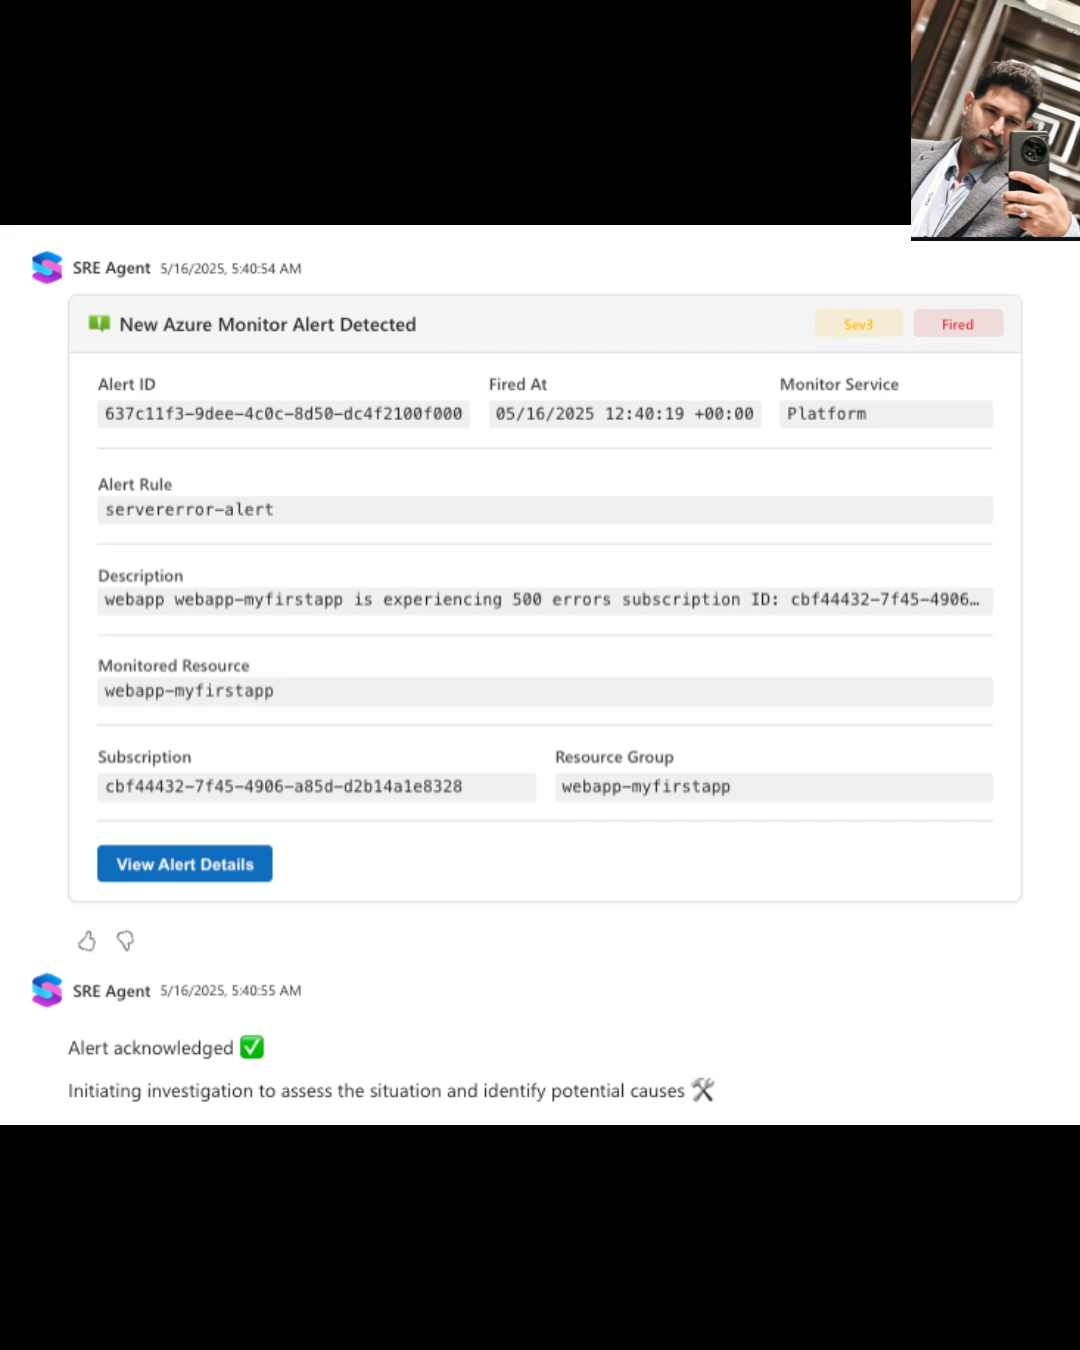 SRE Agent 5/16/2025, 5:40:54 AM
New Azure Monitor Alert Detected
Sev3
Fired
Alert ID
Fired At
Monitor Service
637c11f3-9dee-4c0c-8d50-dc4f2100f000
05/16/2025 12:40:19 +00:00
Platform
Alert Rule
servererror-alert
Description
webapp webapp-myfirstapp is experiencing 500 errors subscription ID: cbf44432-7f45-4906…
Monitored Resource
webapp-myfirstapp
Subscription
Resource Group
cbf44432-7f45-4906-a85d-d2b14a1e8328
webapp-myfirstapp
View Alert Details
SRE Agent 5/16/2025, 5:40:55 AM
Alert acknowledged ✅
Initiating investigation to assess the situation and identify potential causes 🛠️